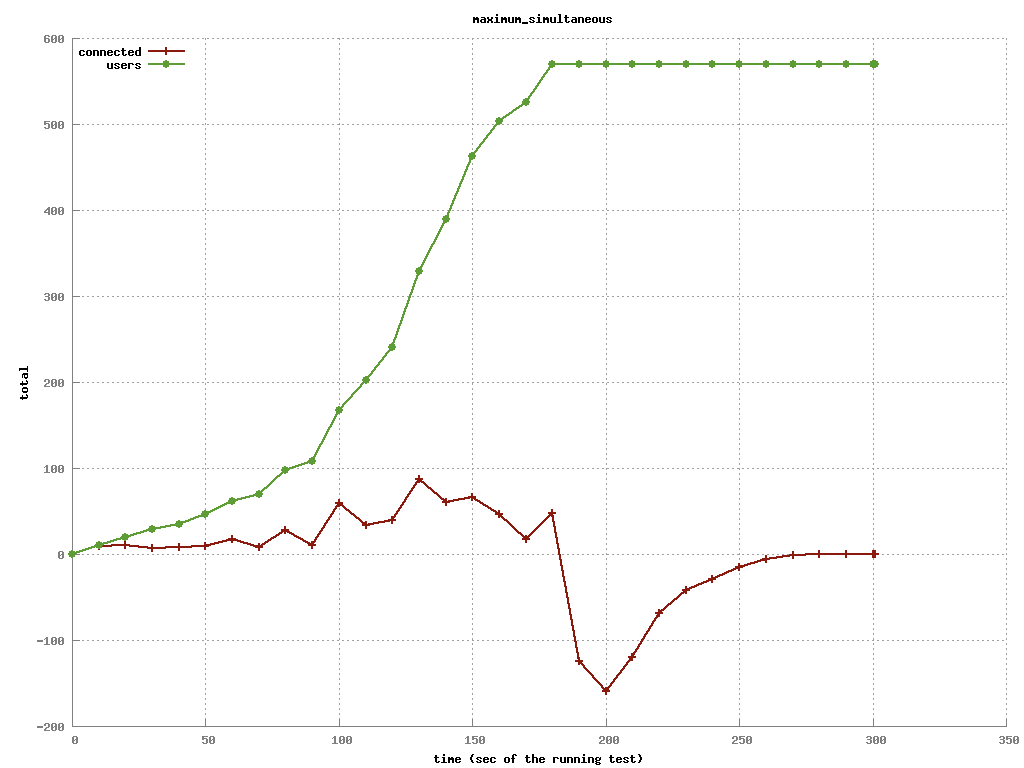 maximum_simultaneous
connected
users
600
500
400
300
200
100
0
-100
-200
total
0 50 100 150 200 250 300 350
time (sec of the running test)